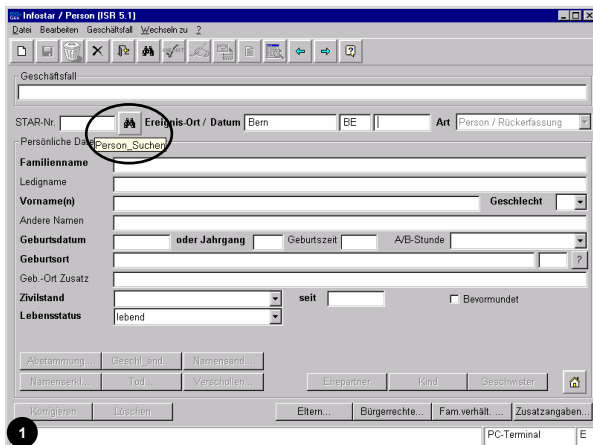 Infostar / Person (ISR 5.1)
Datei Bearbeiten Geschäftsfall Wechseln zu ?
Geschäftsfall
STAR-Nr. Ereignis-Ort / Datum Bern BE Art Person / Rückerfassung
Persönliche Date Person_Suchen
Familienname
Ledigname
Vorname(n) Geschlecht
Andere Namen
Geburtsdatum oder Jahrgang Geburtszeit A/B-Stunde
Geburtsort ?
Geb.-Ort Zusatz
Zivilstand seit Bevormundet
Lebensstatus lebend
Abstammung... Geschl_änd... Namensänd...
Namenserkl... Tod... Verschollen... Ehepartner Kind Geschwister
Korrigieren Löschen Eltern... Bürgerrechte... Fam.verhält. ... Zusatzangaben...
1 PC-Terminal E